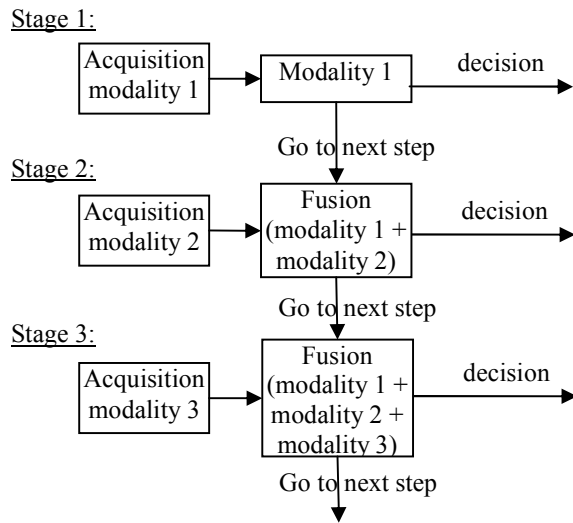 Stage 1:
Acquisition
modality 1
Modality 1
decision
Go to next step
Stage 2:
Acquisition
modality 2
Fusion
(modality 1 +
modality 2)
decision
Go to next step
Stage 3:
Acquisition
modality 3
Fusion
(modality 1 +
modality 2 +
modality 3)
decision
Go to next step